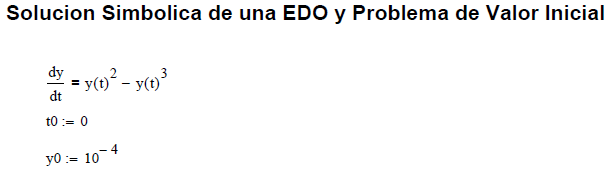 Solucion Simbolica de una EDO y Problema de Valor Inicial
dy/dt = y(t)^2 − y(t)^3
t0 := 0
y0 := 10^−4